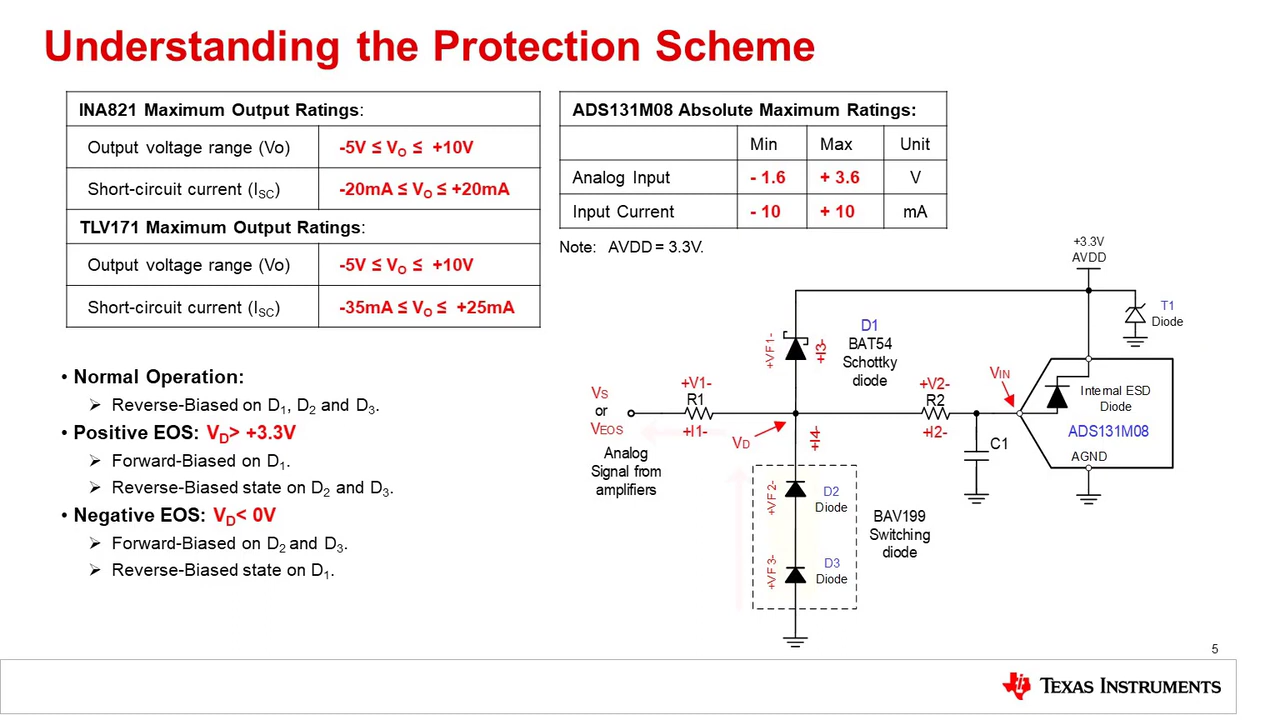 Understanding the Protection Scheme
INA821 Maximum Output Ratings:
Output voltage range (Vo) -5V ≤ VO ≤ +10V
Short-circuit current (ISC) -20mA ≤ VO ≤ +20mA
TLV171 Maximum Output Ratings:
Output voltage range (Vo) -5V ≤ VO ≤ +10V
Short-circuit current (ISC) -35mA ≤ VO ≤ +25mA
ADS131M08 Absolute Maximum Ratings:
Min Max Unit
Analog Input - 1.6 + 3.6 V
Input Current - 10 + 10 mA
Note: AVDD = 3.3V.
• Normal Operation:
➢ Reverse-Biased on D1, D2 and D3.
• Positive EOS: VD> +3.3V
➢ Forward-Biased on D1.
➢ Reverse-Biased state on D2 and D3.
• Negative EOS: VD< 0V
➢ Forward-Biased on D2 and D3.
➢ Reverse-Biased state on D1.
+3.3V
AVDD
T1
Diode
+VF1-
+I3-
D1
BAT54
Schottky
diode
VS
or
VEOS
Analog
Signal from
amplifiers
+V1-
R1
+I1-
VD
+I4-
+V2-
R2
+I2-
VIN
C1
Internal ESD
Diode
ADS131M08
AGND
+VF2-
D2
Diode
+VF3-
D3
Diode
BAV199
Switching
diode
5
TEXAS INSTRUMENTS